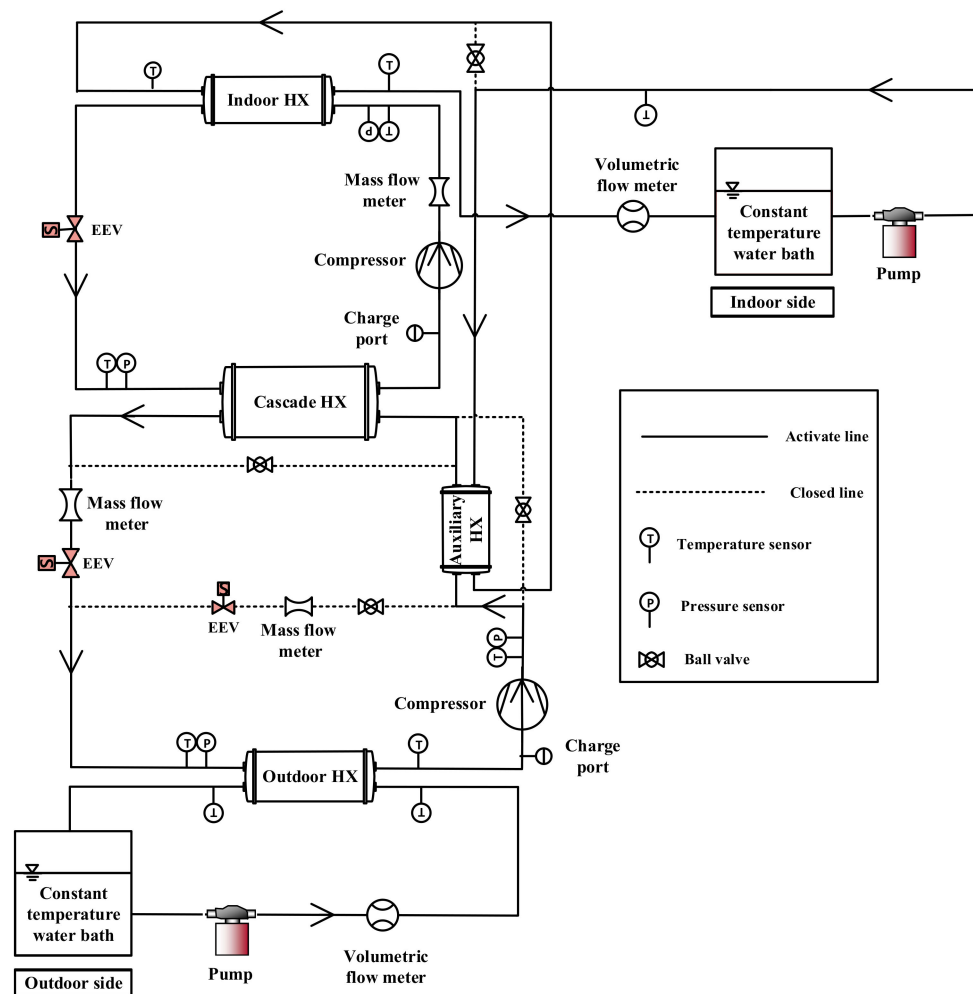 T
T
Indoor HX
P
T
T
Volumetric
flow meter
Mass flow
meter
S
EEV
Constant
temperature
water bath
Compressor
Pump
Indoor side
Charge
port
T
P
Cascade HX
Activate line
Mass flow
meter
Closed line
Auxiliary
HX
T
Temperature sensor
S
EEV
S
EEV
Mass flow
meter
P
Pressure sensor
P
T
Ball valve
Compressor
T
P
T
Charge
port
Outdoor HX
T
T
Constant
temperature
water bath
Pump
Volumetric
flow meter
Outdoor side